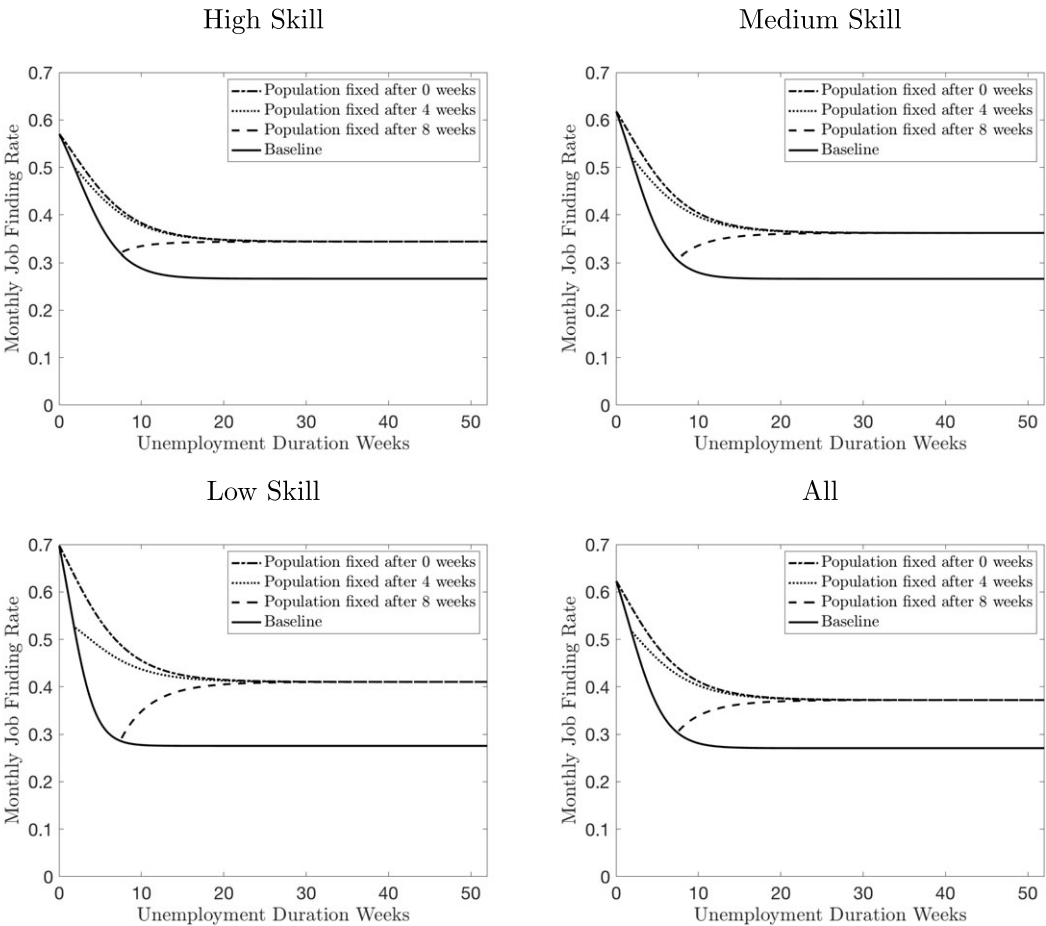 High Skill
Monthly Job Finding Rate
0.7
0.6
0.5
0.4
0.3
0.2
0.1
0
Population fixed after 0 weeks
Population fixed after 4 weeks
Population fixed after 8 weeks
Baseline
0 10 20 30 40 50
Unemployment Duration Weeks
Medium Skill
Monthly Job Finding Rate
0.7
0.6
0.5
0.4
0.3
0.2
0.1
0
Population fixed after 0 weeks
Population fixed after 4 weeks
Population fixed after 8 weeks
Baseline
0 10 20 30 40 50
Unemployment Duration Weeks
Low Skill
Monthly Job Finding Rate
0.7
0.6
0.5
0.4
0.3
0.2
0.1
0
Population fixed after 0 weeks
Population fixed after 4 weeks
Population fixed after 8 weeks
Baseline
0 10 20 30 40 50
Unemployment Duration Weeks
All
Monthly Job Finding Rate
0.7
0.6
0.5
0.4
0.3
0.2
0.1
0
Population fixed after 0 weeks
Population fixed after 4 weeks
Population fixed after 8 weeks
Baseline
0 10 20 30 40 50
Unemployment Duration Weeks